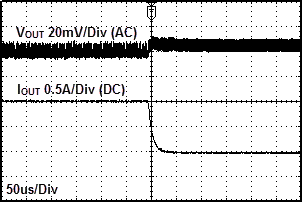 VOUT 20mV/Div (AC)
IOUT 0.5A/Div (DC)
50us/Div